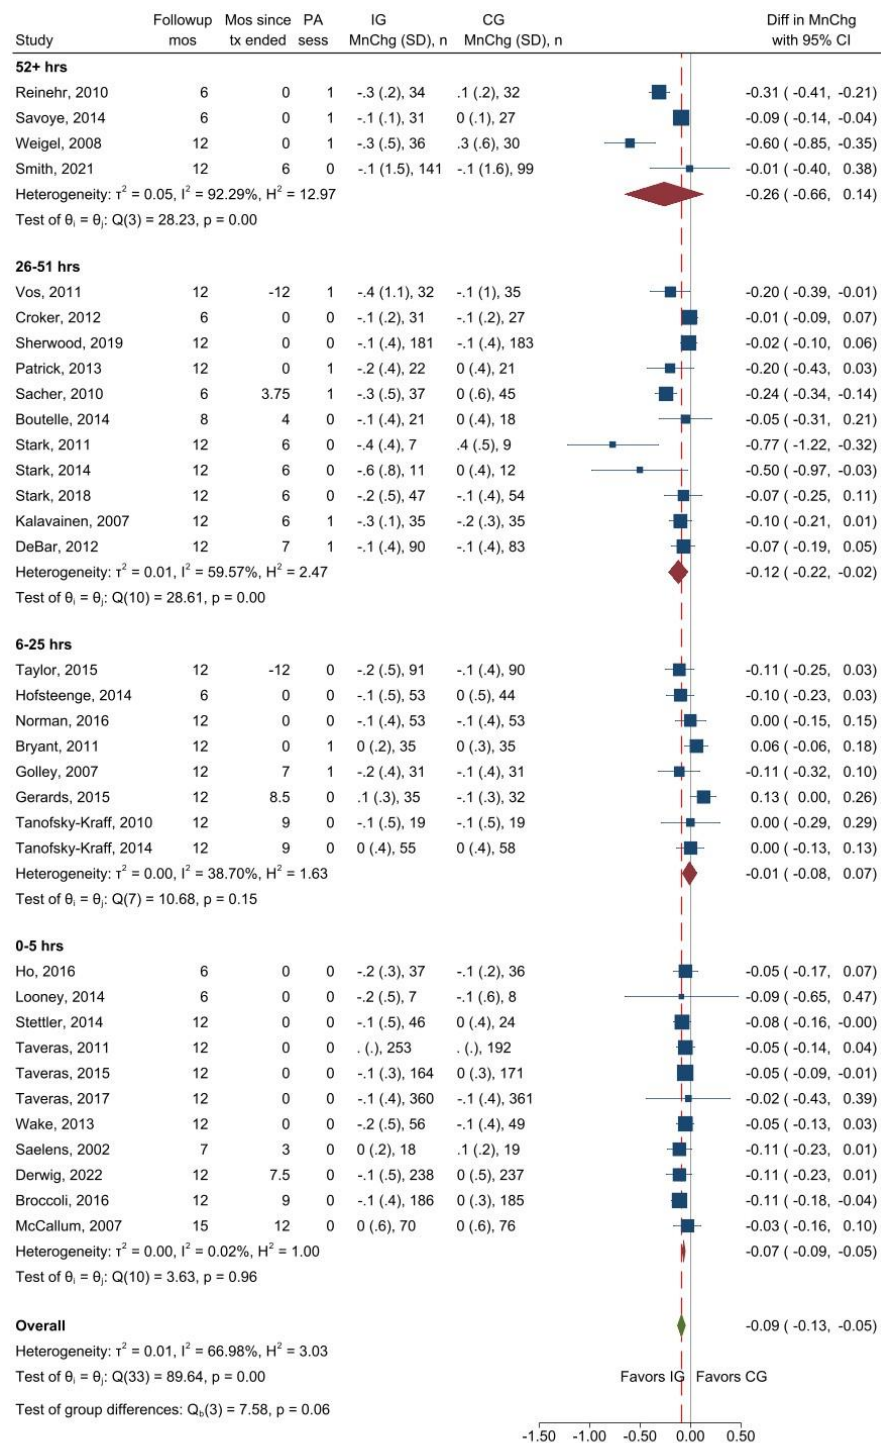 Followup Mos since PA IG CG Diff in MnChg
Study mos tx ended sess MnChg (SD), n MnChg (SD), n with 95% CI
52+ hrs
Reinehr, 2010 6 0 1 -.3 (.2), 34 .1 (.2), 32 -0.31 ( -0.41, -0.21)
Savoye, 2014 6 0 1 -.1 (.1), 31 0 (.1), 27 -0.09 ( -0.14, -0.04)
Weigel, 2008 12 0 1 -.3 (.5), 36 .3 (.6), 30 -0.60 ( -0.85, -0.35)
Smith, 2021 12 6 0 -.1 (1.5), 141 -.1 (1.6), 99 -0.01 ( -0.40, 0.38)
Heterogeneity: τ² = 0.05, I² = 92.29%, H² = 12.97 -0.26 ( -0.66, 0.14)
Test of θᵢ = θⱼ: Q(3) = 28.23, p = 0.00
26-51 hrs
Vos, 2011 12 -12 1 -.4 (1.1), 32 -.1 (1), 35 -0.20 ( -0.39, -0.01)
Croker, 2012 6 0 0 -.1 (.2), 31 -.1 (.2), 27 -0.01 ( -0.09, 0.07)
Sherwood, 2019 12 0 0 -.1 (.4), 181 -.1 (.4), 183 -0.02 ( -0.10, 0.06)
Patrick, 2013 12 0 1 -.2 (.4), 22 0 (.4), 21 -0.20 ( -0.43, 0.03)
Sacher, 2010 6 3.75 1 -.3 (.5), 37 0 (.6), 45 -0.24 ( -0.34, -0.14)
Boutelle, 2014 8 4 0 -.1 (.4), 21 0 (.4), 18 -0.05 ( -0.31, 0.21)
Stark, 2011 12 6 0 -.4 (.4), 7 .4 (.5), 9 -0.77 ( -1.22, -0.32)
Stark, 2014 12 6 0 -.6 (.8), 11 0 (.4), 12 -0.50 ( -0.97, -0.03)
Stark, 2018 12 6 0 -.2 (.5), 47 -.1 (.4), 54 -0.07 ( -0.25, 0.11)
Kalavainen, 2007 12 6 1 -.3 (.1), 35 -.2 (.3), 35 -0.10 ( -0.21, 0.01)
DeBar, 2012 12 7 1 -.1 (.4), 90 -.1 (.4), 83 -0.07 ( -0.19, 0.05)
Heterogeneity: τ² = 0.01, I² = 59.57%, H² = 2.47 -0.12 ( -0.22, -0.02)
Test of θᵢ = θⱼ: Q(10) = 28.61, p = 0.00
6-25 hrs
Taylor, 2015 12 -12 0 -.2 (.5), 91 -.1 (.4), 90 -0.11 ( -0.25, 0.03)
Hofsteenge, 2014 6 0 0 -.1 (.5), 53 0 (.5), 44 -0.10 ( -0.23, 0.03)
Norman, 2016 12 0 0 -.1 (.4), 53 -.1 (.4), 53 0.00 ( -0.15, 0.15)
Bryant, 2011 12 0 1 0 (.2), 35 0 (.3), 35 0.06 ( -0.06, 0.18)
Golley, 2007 12 7 1 -.2 (.4), 31 -.1 (.4), 31 -0.11 ( -0.32, 0.10)
Gerards, 2015 12 8.5 0 .1 (.3), 35 -.1 (.3), 32 0.13 ( 0.00, 0.26)
Tanofsky-Kraff, 2010 12 9 0 -.1 (.5), 19 -.1 (.5), 19 0.00 ( -0.29, 0.29)
Tanofsky-Kraff, 2014 12 9 0 0 (.4), 55 0 (.4), 58 0.00 ( -0.13, 0.13)
Heterogeneity: τ² = 0.00, I² = 38.70%, H² = 1.63 -0.01 ( -0.08, 0.07)
Test of θᵢ = θⱼ: Q(7) = 10.68, p = 0.15
0-5 hrs
Ho, 2016 6 0 0 -.2 (.3), 37 -.1 (.2), 36 -0.05 ( -0.17, 0.07)
Looney, 2014 6 0 0 -.2 (.5), 7 -.1 (.6), 8 -0.09 ( -0.65, 0.47)
Stettler, 2014 12 0 0 -.1 (.5), 46 0 (.4), 24 -0.08 ( -0.16, -0.00)
Taveras, 2011 12 0 0 . (.), 253 . (.), 192 -0.05 ( -0.14, 0.04)
Taveras, 2015 12 0 0 -.1 (.3), 164 0 (.3), 171 -0.05 ( -0.09, -0.01)
Taveras, 2017 12 0 0 -.1 (.4), 360 -.1 (.4), 361 -0.02 ( -0.43, 0.39)
Wake, 2013 12 0 0 -.2 (.5), 56 -.1 (.4), 49 -0.05 ( -0.13, 0.03)
Saelens, 2002 7 3 0 0 (.2), 18 .1 (.2), 19 -0.11 ( -0.23, 0.01)
Derwig, 2022 12 7.5 0 -.1 (.5), 238 0 (.5), 237 -0.11 ( -0.23, 0.01)
Broccoli, 2016 12 9 0 -.1 (.4), 186 0 (.3), 185 -0.11 ( -0.18, -0.04)
McCallum, 2007 15 12 0 0 (.6), 70 0 (.6), 76 -0.03 ( -0.16, 0.10)
Heterogeneity: τ² = 0.00, I² = 0.02%, H² = 1.00 -0.07 ( -0.09, -0.05)
Test of θᵢ = θⱼ: Q(10) = 3.63, p = 0.96
Overall -0.09 ( -0.13, -0.05)
Heterogeneity: τ² = 0.01, I² = 66.98%, H² = 3.03
Test of θᵢ = θⱼ: Q(33) = 89.64, p = 0.00 Favors IG Favors CG
Test of group differences: Q_b(3) = 7.58, p = 0.06
-1.50 -1.00 -0.50 0.00 0.50